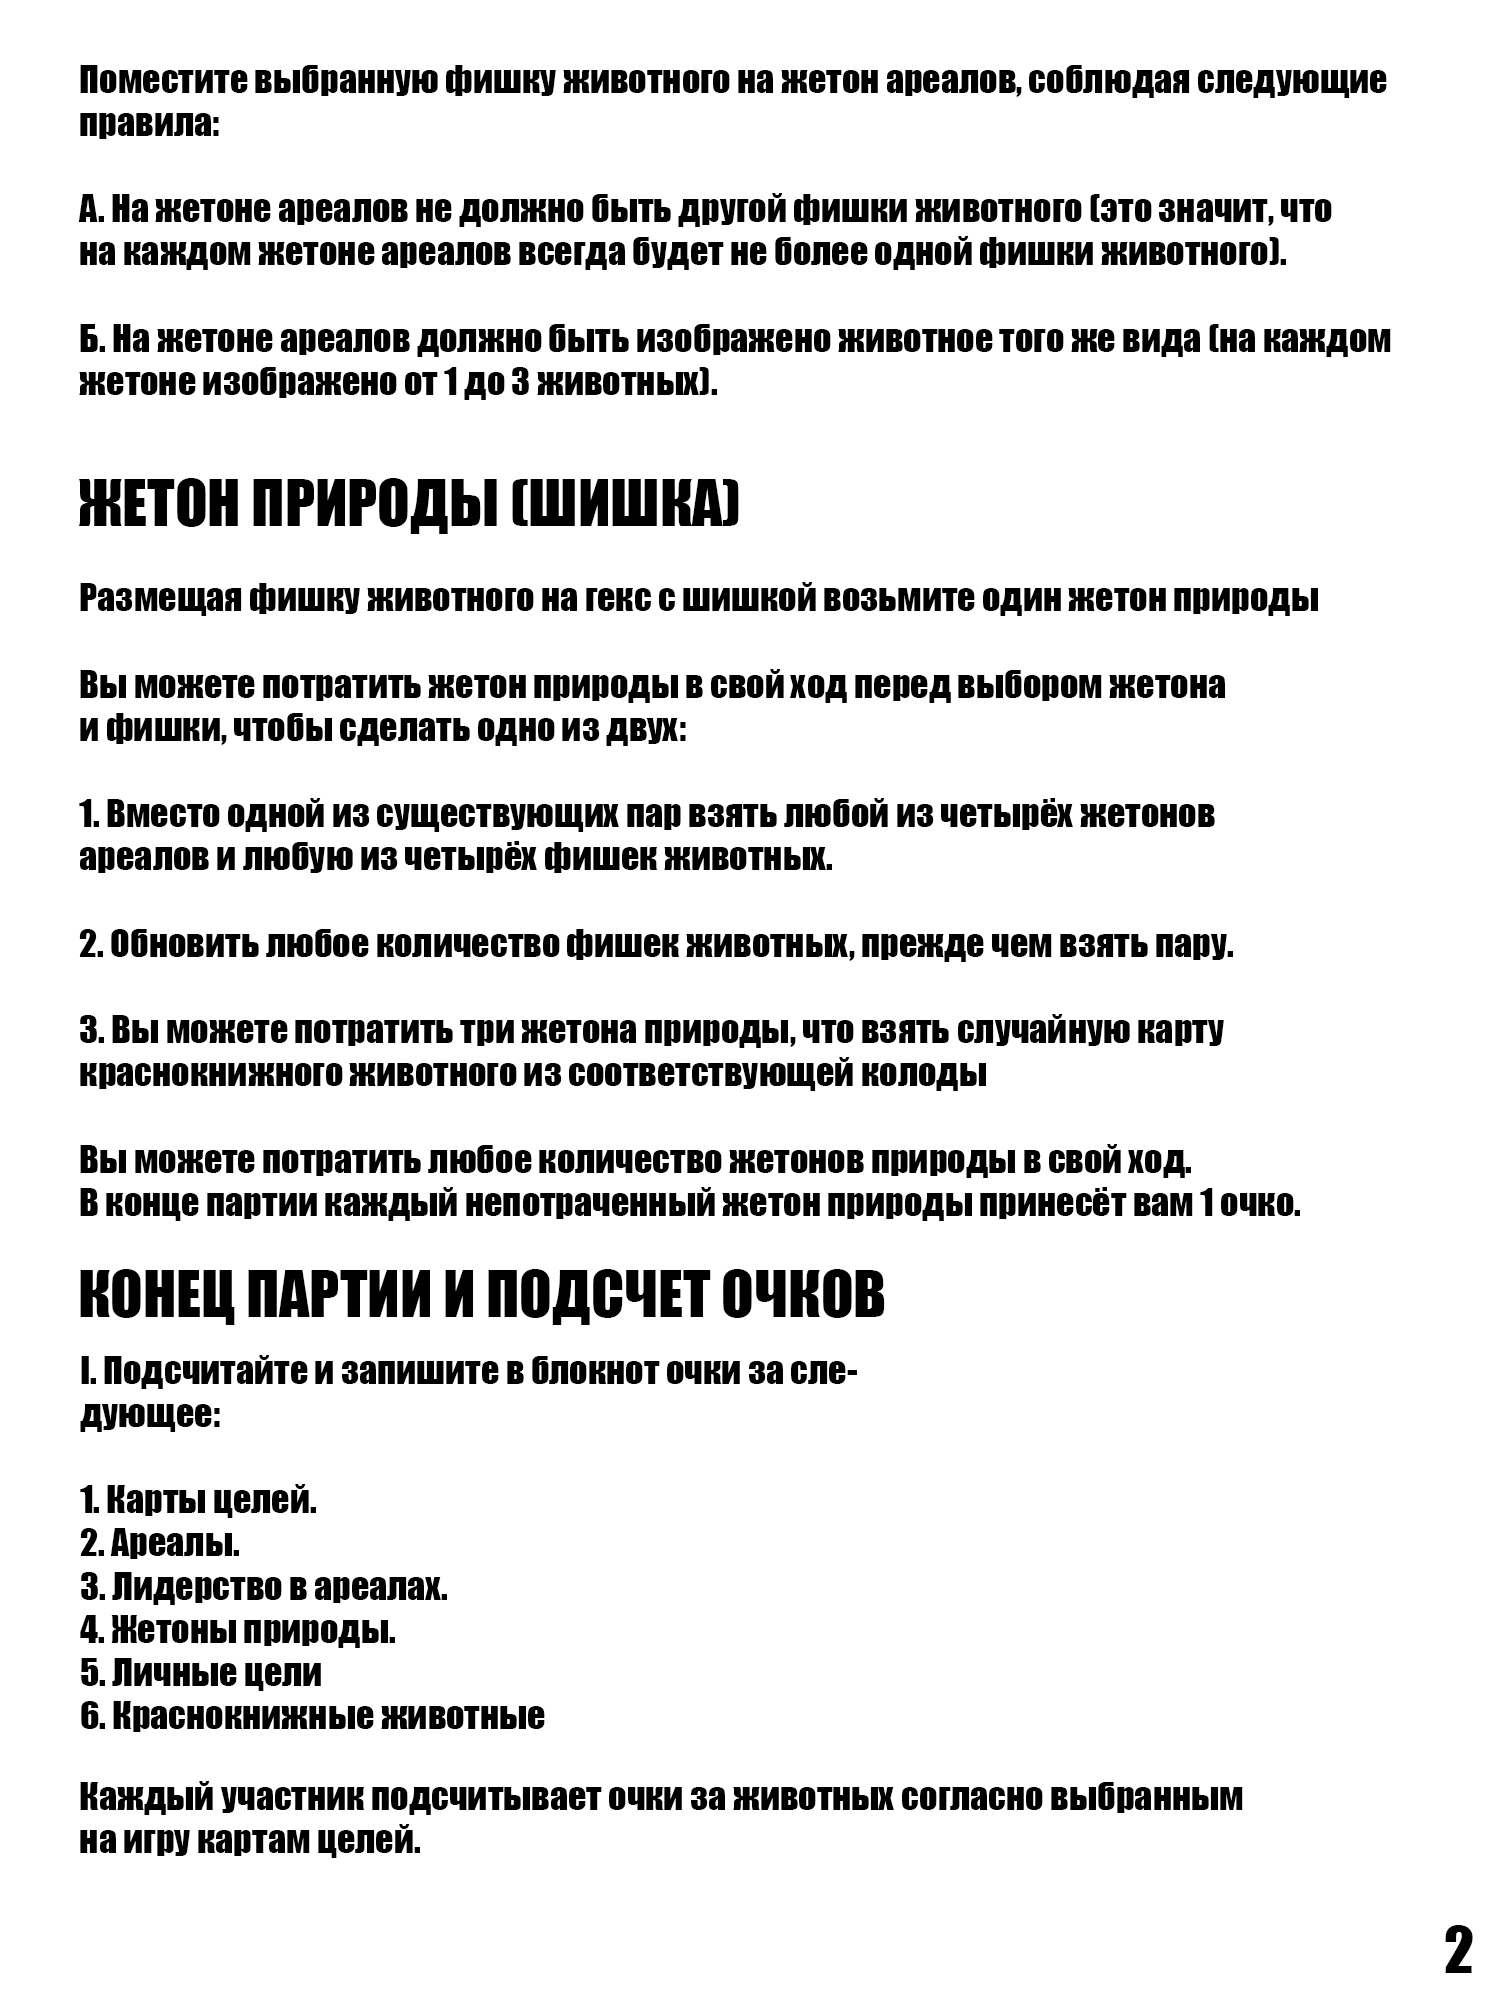 Поместите выбранную фишку животного на жетон ареалов, соблюдая следующие
правила:
А. На жетоне ареалов не должно быть другой фишки животного (это значит, что
на каждом жетоне ареалов всегда будет не более одной фишки животного).
Б. На жетоне ареалов должно быть изображено животное того же вида (на каждом
жетоне изображено от 1 до 3 животных).
ЖЕТОН ПРИРОДЫ (ШИШКА)
Размещая фишку животного на гекс с шишкой возьмите один жетон природы
Вы можете потратить жетон природы в свой ход перед выбором жетона
и фишки, чтобы сделать одно из двух:
1. Вместо одной из существующих пар взять любой из четырёх жетонов
ареалов и любую из четырёх фишек животных.
2. Обновить любое количество фишек животных, прежде чем взять пару.
3. Вы можете потратить три жетона природы, что взять случайную карту
краснокнижного животного из соответствующей колоды
Вы можете потратить любое количество жетонов природы в свой ход.
В конце партии каждый непотраченный жетон природы принесёт вам 1 очко.
КОНЕЦ ПАРТИИ И ПОДСЧЕТ ОЧКОВ
I. Подсчитайте и запишите в блокнот очки за сле-
дующее:
1. Карты целей.
2. Ареалы.
3. Лидерство в ареалах.
4. Жетоны природы.
5. Личные цели
6. Краснокнижные животные
Каждый участник подсчитывает очки за животных согласно выбранным
на игру картам целей.
2